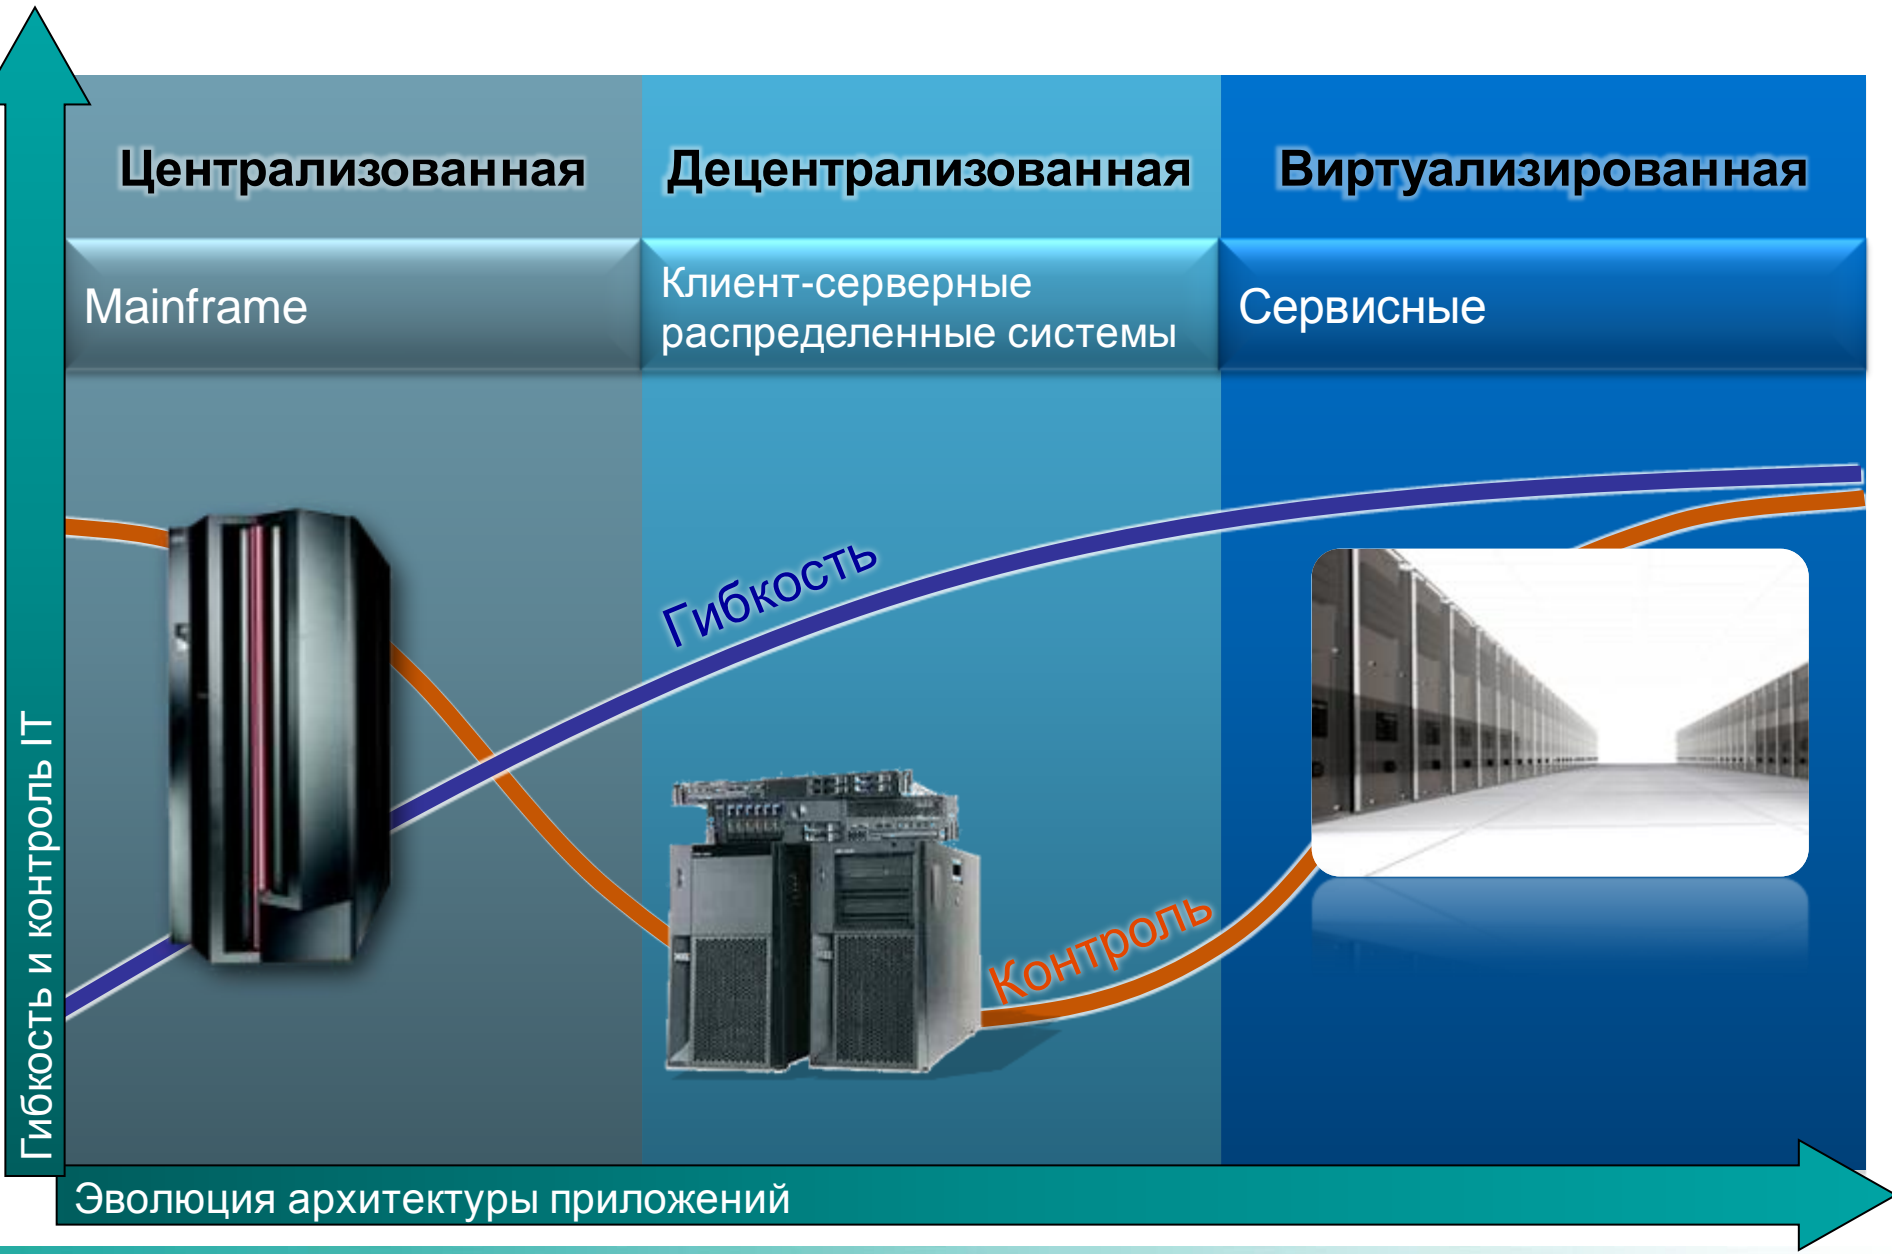 Централизованная
Децентрализованная
Виртуализированная
Mainframe
Клиент-серверные
распределенные системы
Сервисные
Гибкость
Контроль
Гибкость и контроль IT
Эволюция архитектуры приложений